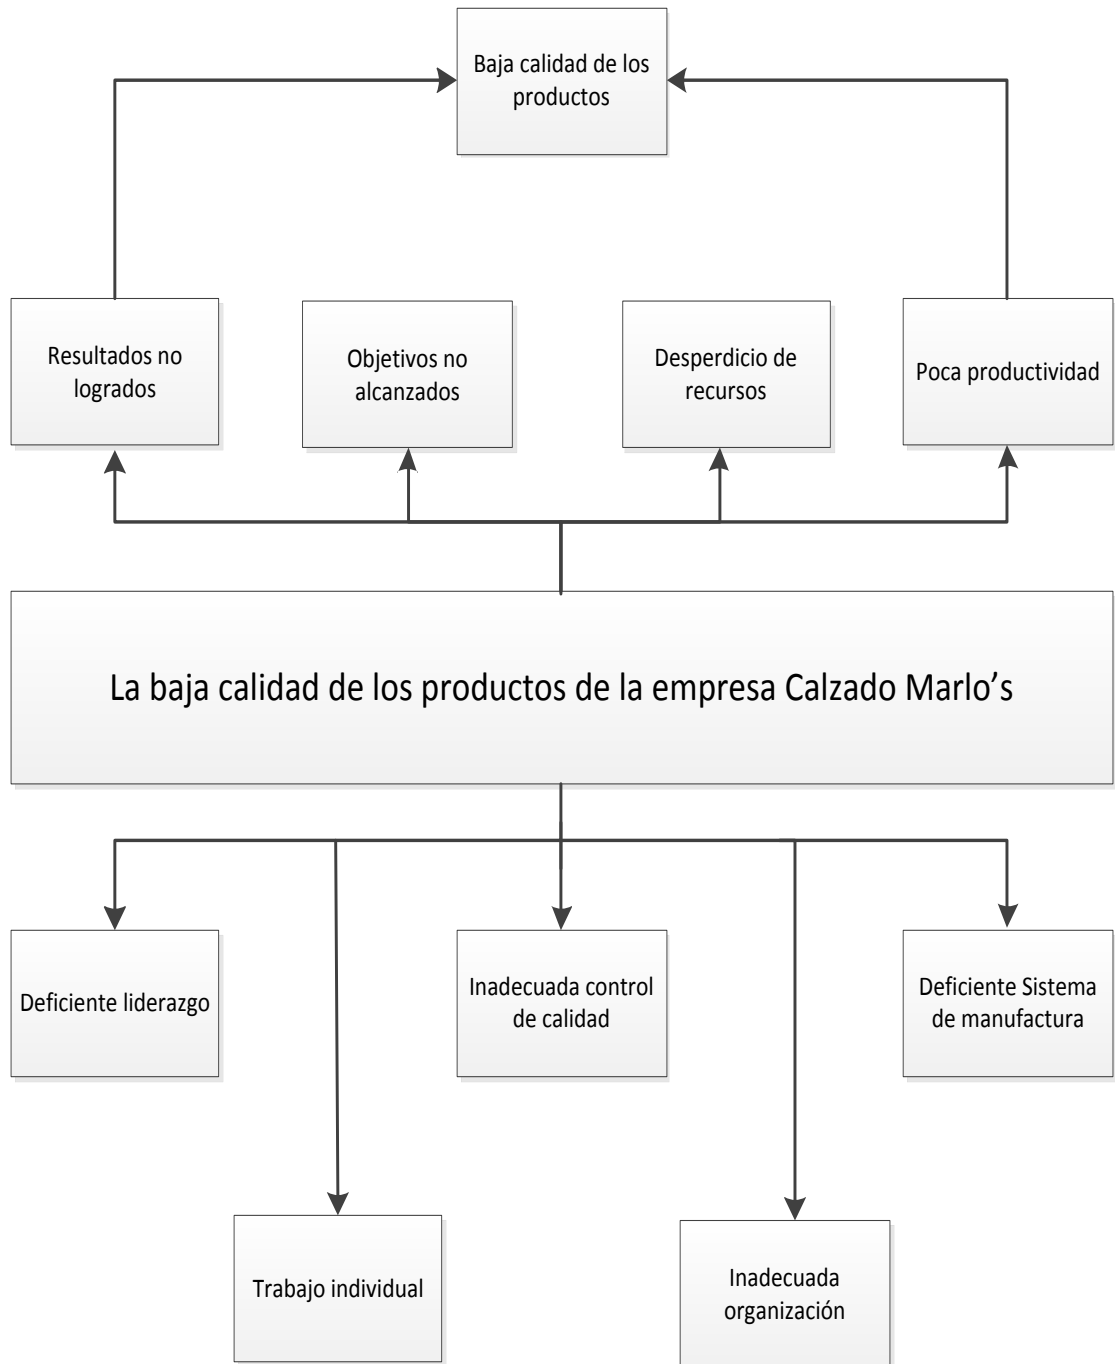 Baja calidad de los
productos
Resultados no
logrados
Objetivos no
alcanzados
Desperdicio de
recursos
Poca productividad
La baja calidad de los productos de la empresa Calzado Marlo’s
Deficiente liderazgo
Inadecuada control
de calidad
Deficiente Sistema
de manufactura
Trabajo individual
Inadecuada
organización